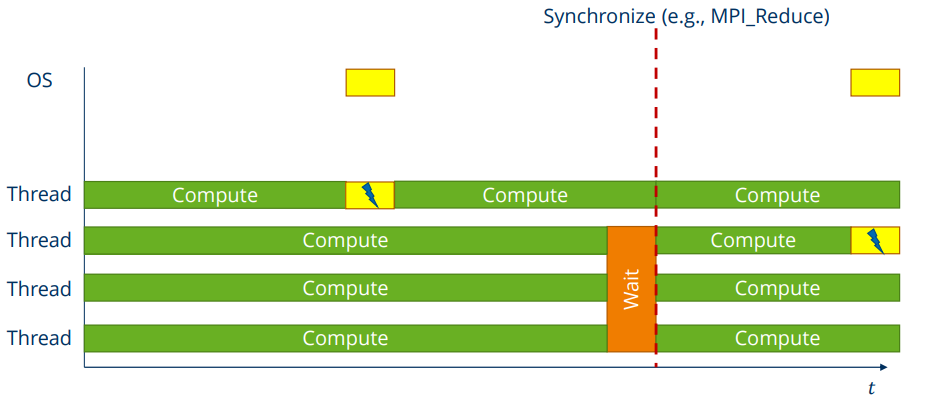 Synchronize (e.g., MPI_Reduce)
OS
Thread
Compute
Compute
Compute
Thread
Compute
Compute
Thread
Compute
Wait
Compute
Thread
Compute
Compute
t